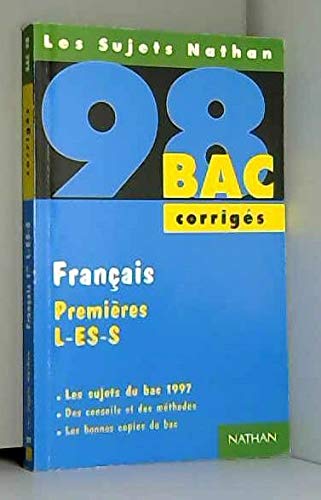 Les Sujets Nathan
98
BAC
corrigés
Français
Premières
L-ES-S
• Les sujets du bac 1997
• Des conseils et des méthodes
• Les bonnes copies du bac
NATHAN
corrigés